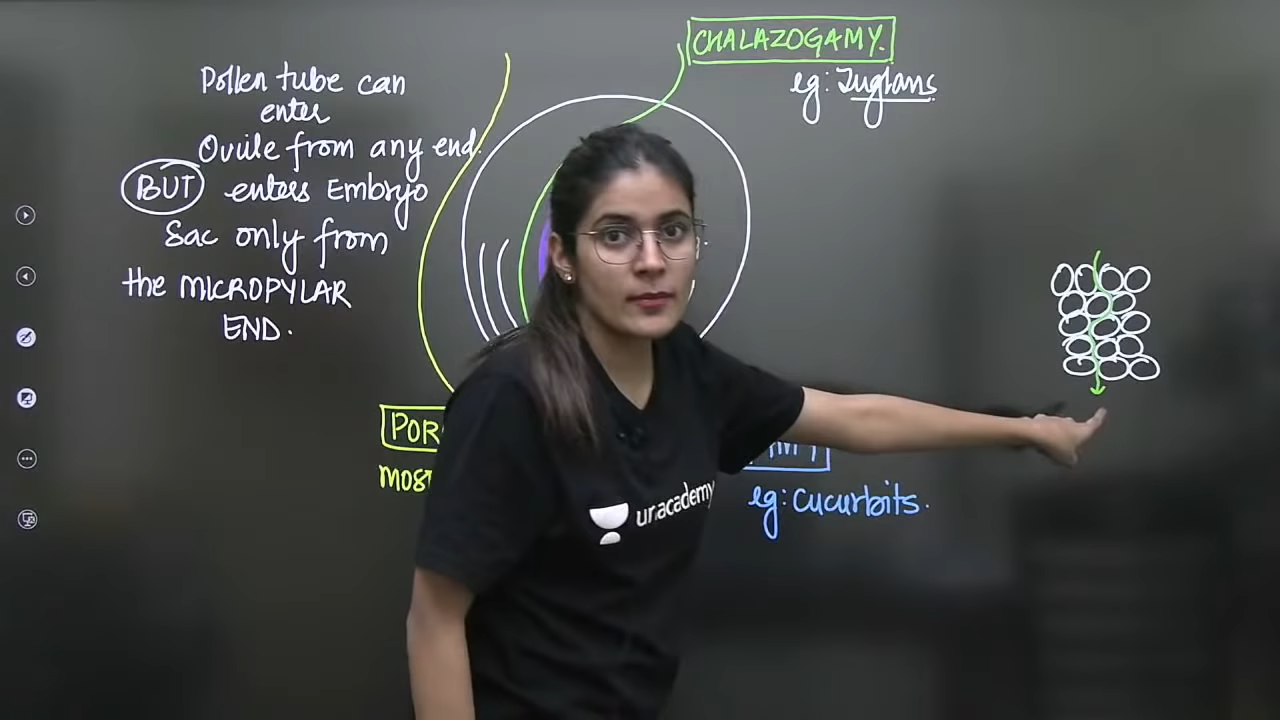 CHALAZOGAMY.
eg: Juglans
Pollen tube can
enter
Ovule from any end.
BUT enters Embryo
Sac only from
the MICROPYLAR
END.
POR
MOST
eg: Cucurbits.
unacademy